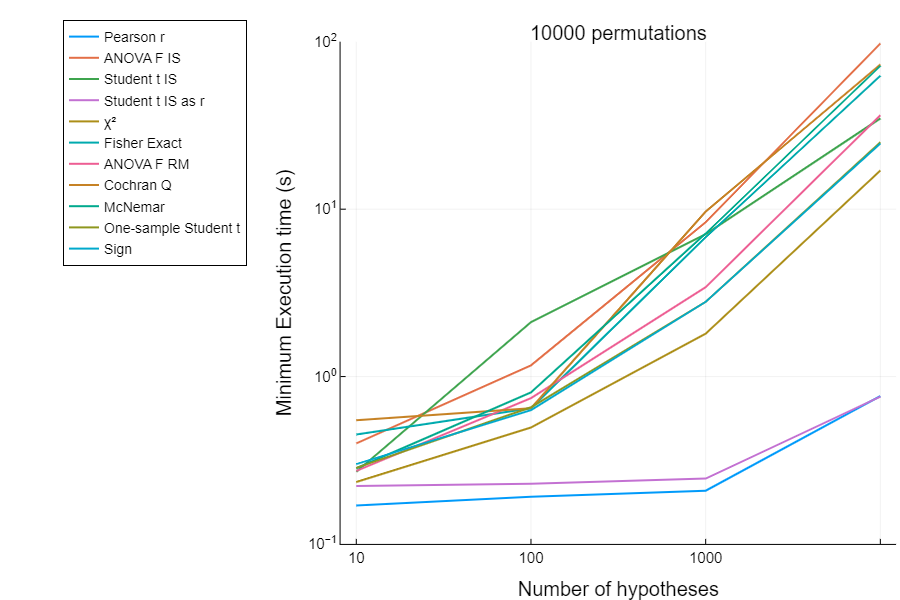 10000 permutations
Pearson r
ANOVA F IS
Student t IS
Student t IS as r
χ²
Fisher Exact
ANOVA F RM
Cochran Q
McNemar
One-sample Student t
Sign
Minimum Execution time (s)
10²
10¹
10⁰
10⁻¹
10
100
1000
Number of hypotheses